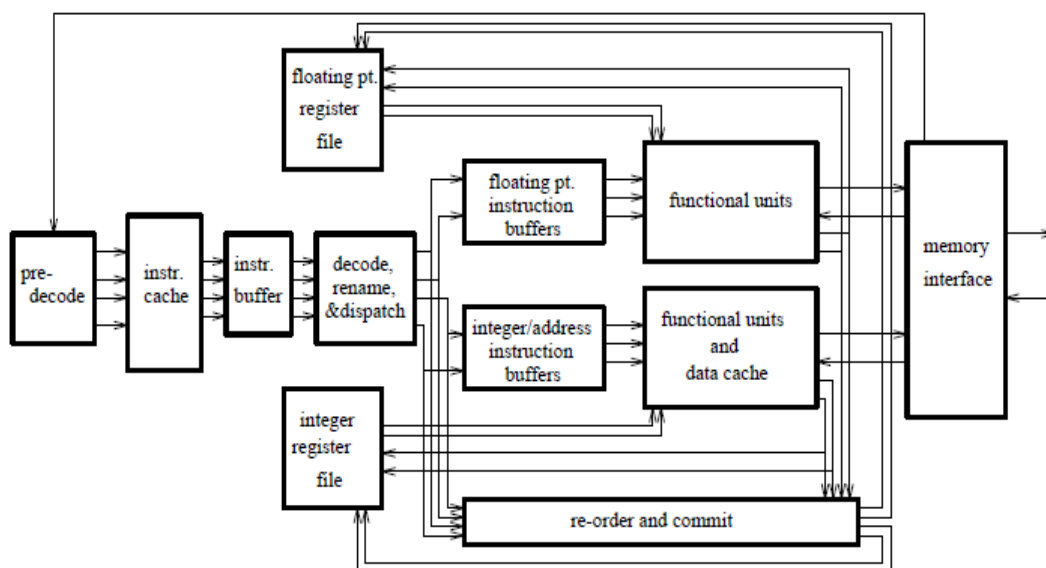 floating pt.
register
file
floating pt.
instruction
buffers
functional units
memory
interface
pre-
decode
instr.
cache
instr.
buffer
decode,
rename,
&dispatch
integer/address
instruction
buffers
functional units
and
data cache
integer
register
file
re-order and commit